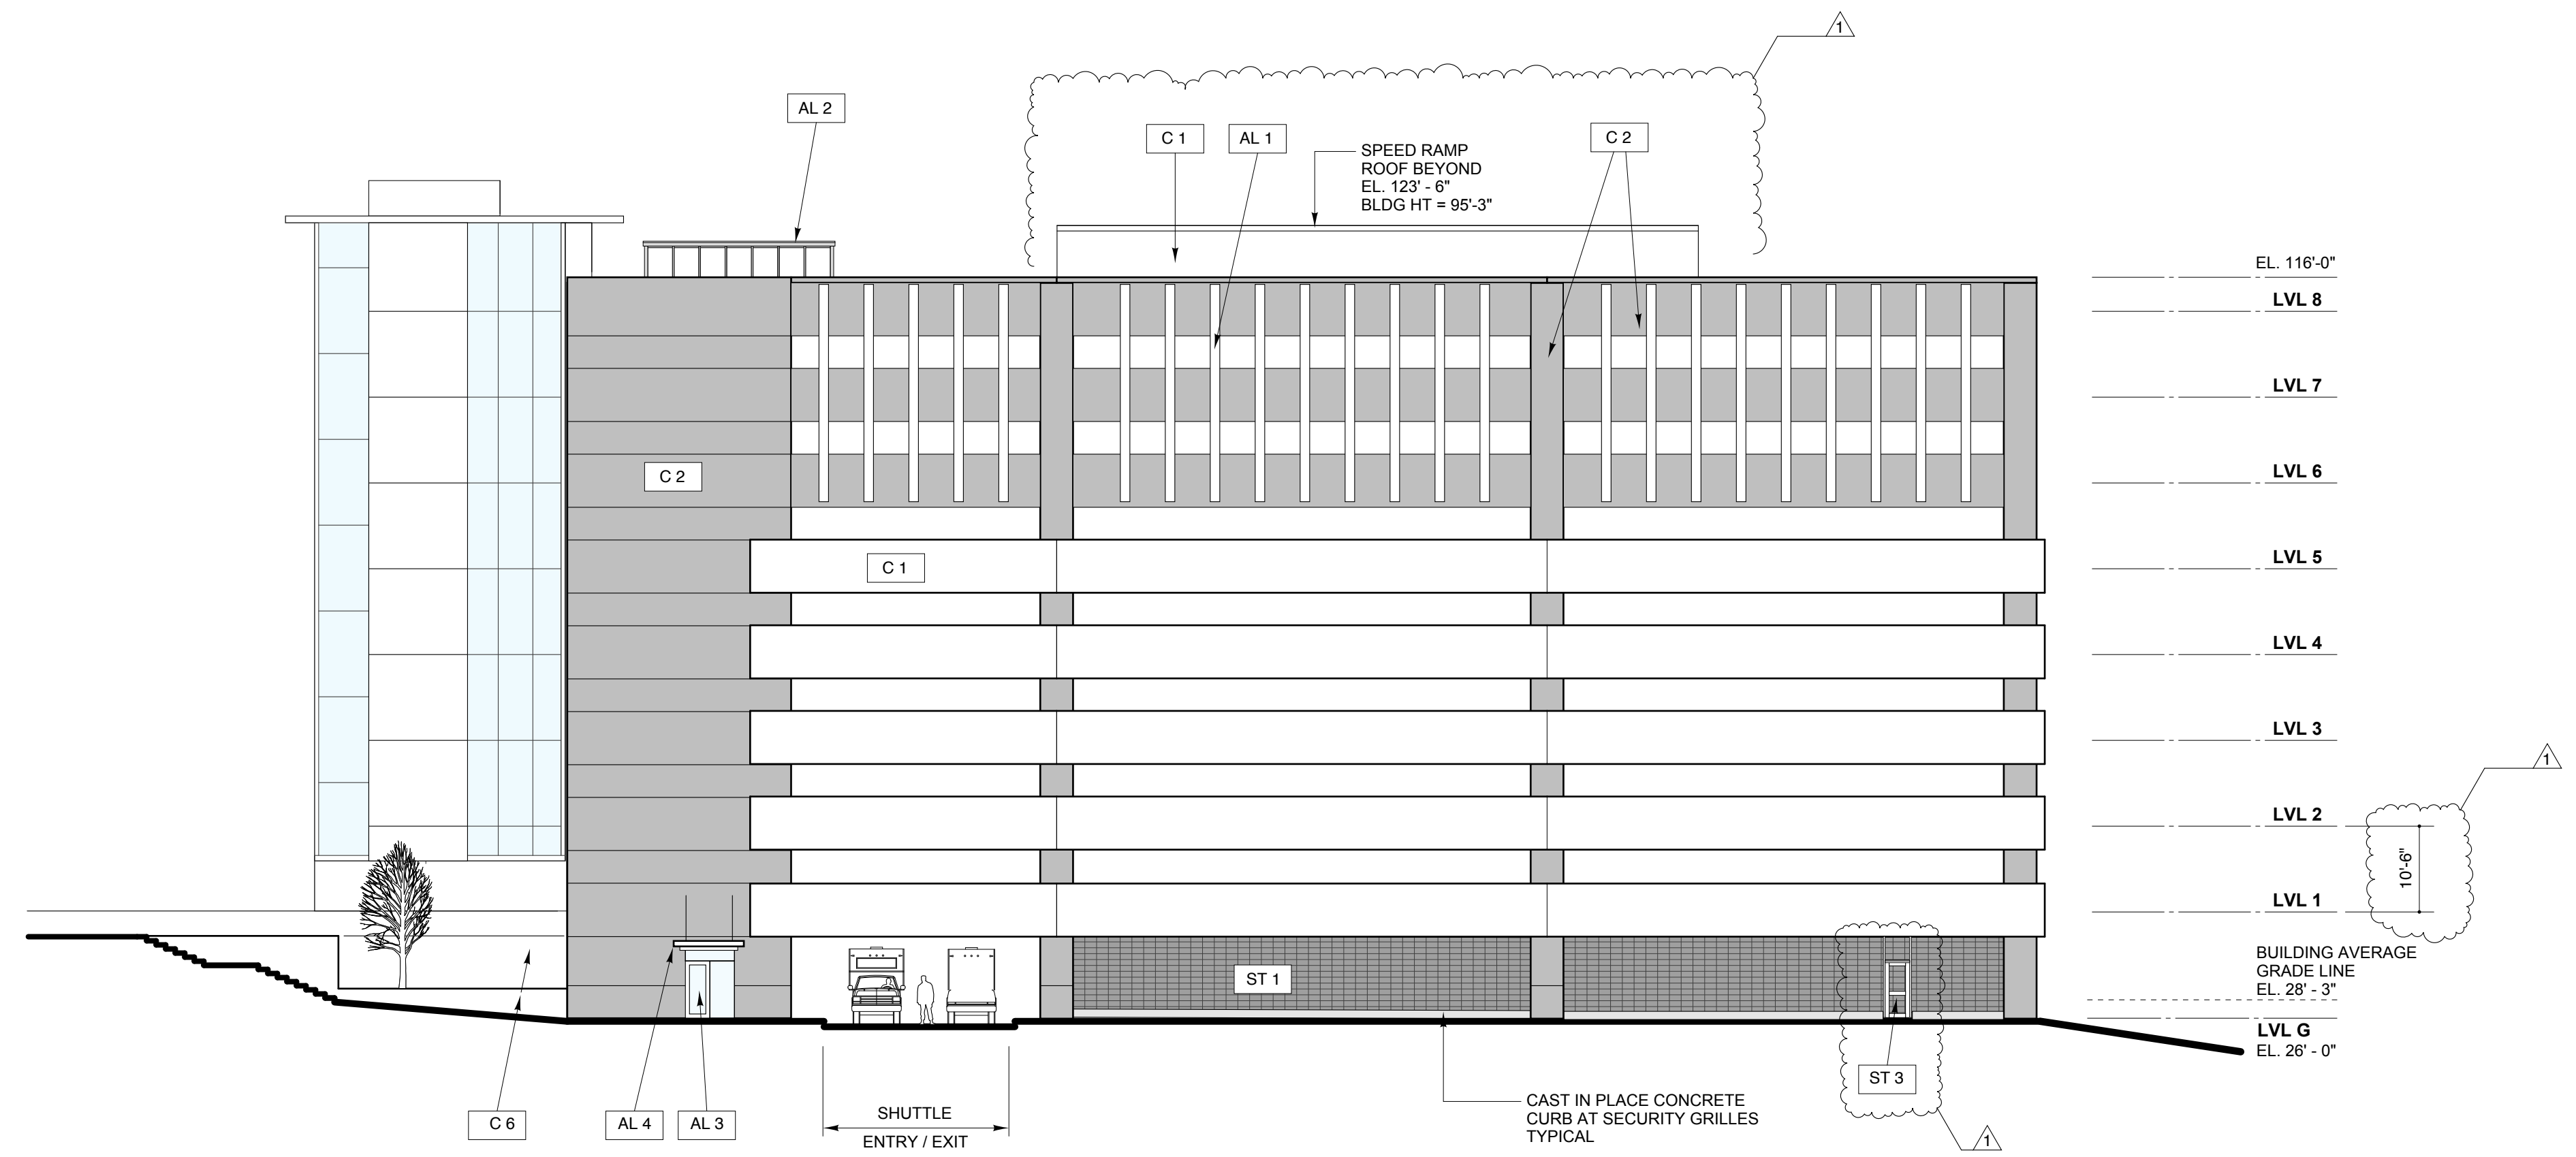 1
AL 2
C 1
AL 1
C 2
SPEED RAMP
ROOF BEYOND
EL. 123' - 6"
BLDG HT = 95'-3"
EL. 116'-0"
LVL 8
LVL 7
LVL 6
C 2
LVL 5
C 1
LVL 4
LVL 3
1
LVL 2
10'-6"
LVL 1
BUILDING AVERAGE
GRADE LINE
EL. 28' - 3"
ST 1
LVL G
EL. 26' - 0"
ST 3
C 6
AL 4
AL 3
SHUTTLE
ENTRY / EXIT
CAST IN PLACE CONCRETE
CURB AT SECURITY GRILLES
TYPICAL
1